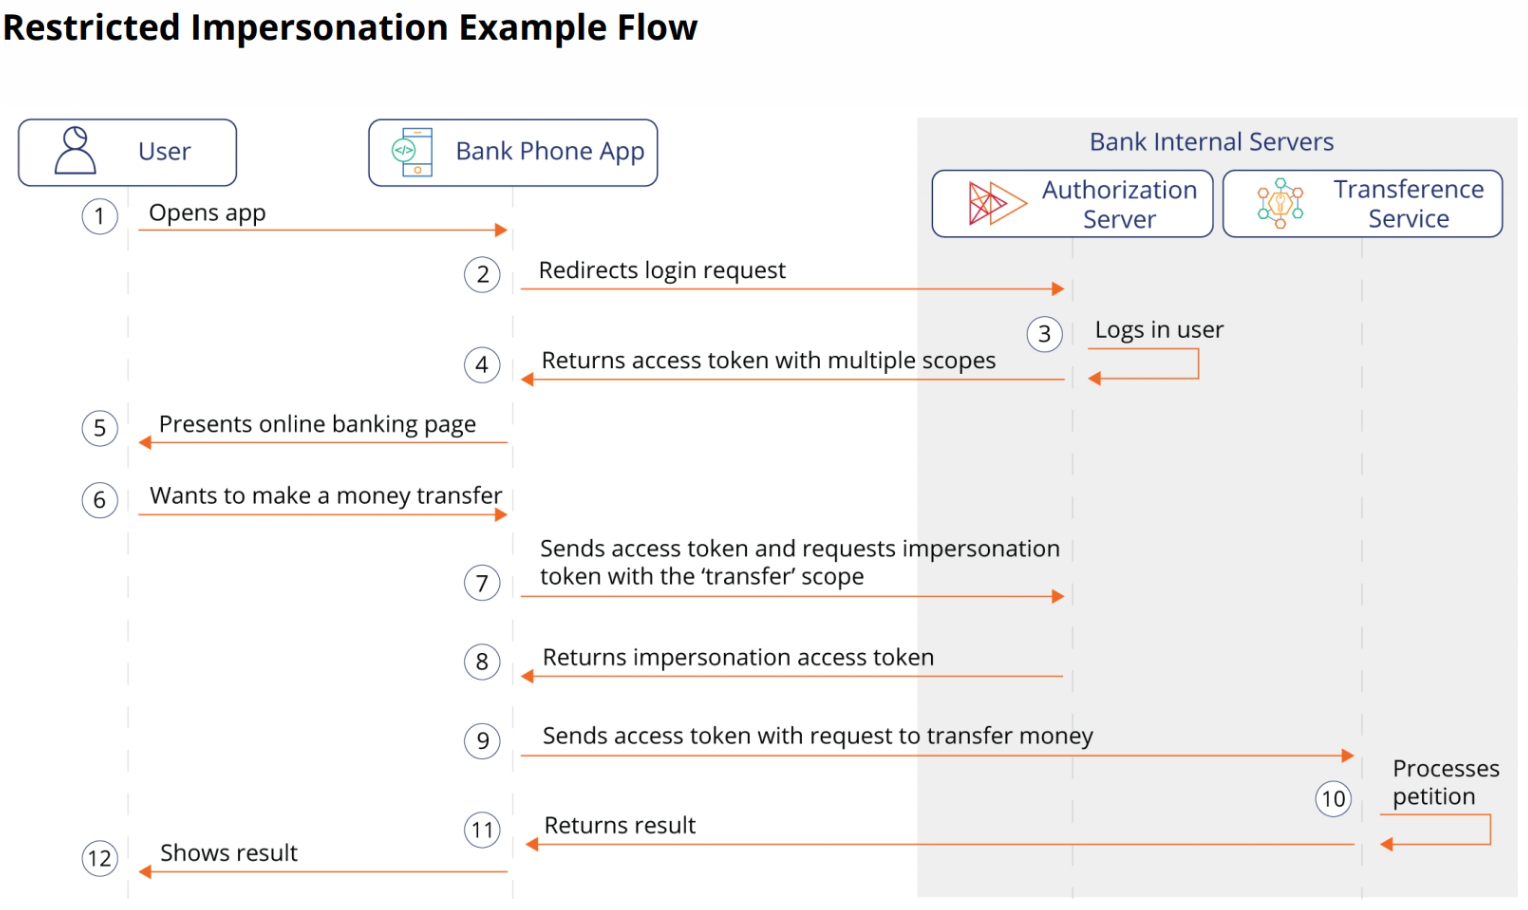 Restricted Impersonation Example Flow
User
Bank Phone App
</>
Bank Internal Servers
Authorization
Server
Transference
Service
1 Opens app
2 Redirects login request
3 Logs in user
4 Returns access token with multiple scopes
5 Presents online banking page
6 Wants to make a money transfer
7 Sends access token and requests impersonation
token with the ‘transfer’ scope
8 Returns impersonation access token
9 Sends access token with request to transfer money
10 Processes
petition
11 Returns result
12 Shows result